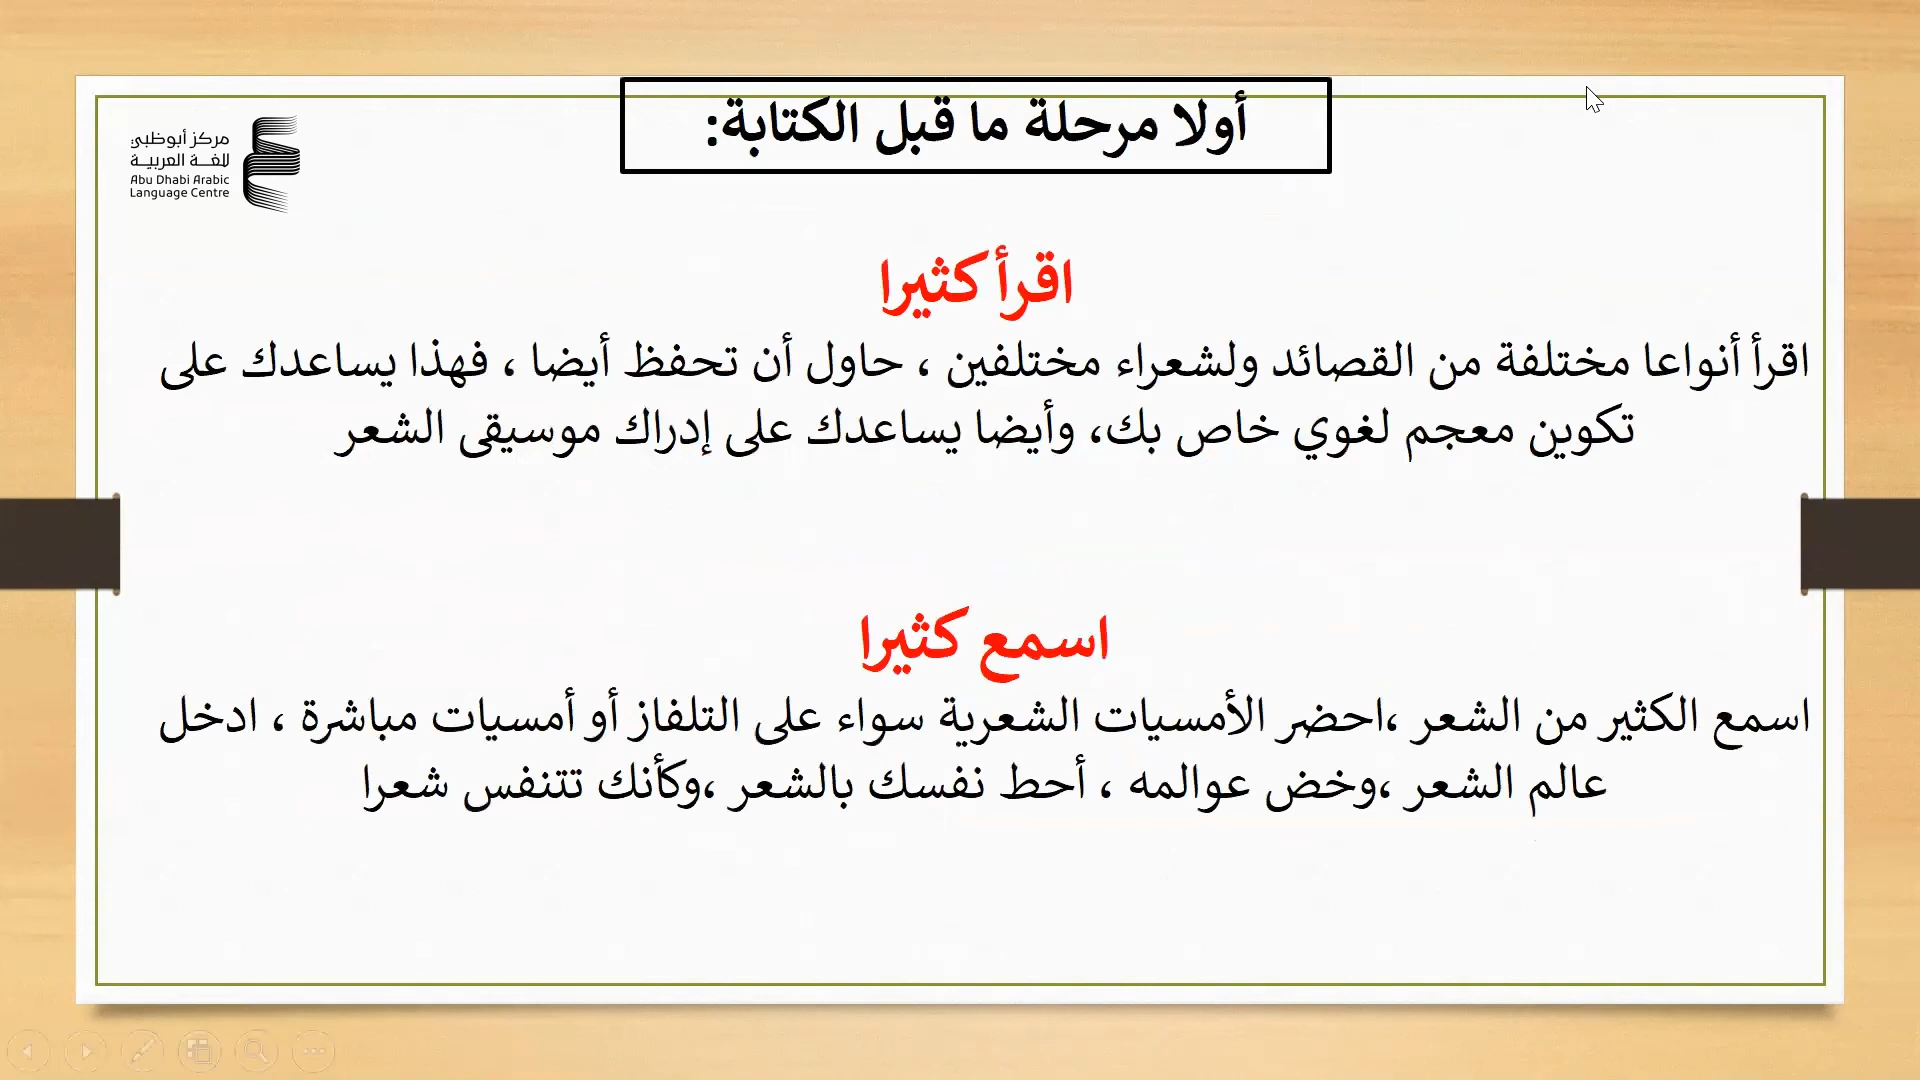 أولا مرحلة ما قبل الكتابة:
مركز أبوظبي
للغة العربية
Abu Dhabi Arabic
Language Centre
اقرأ كثيرا
اقرأ أنواعا مختلفة من القصائد ولشعراء مختلفين ، حاول أن تحفظ أيضا ، فهذا يساعدك على
تكوين معجم لغوي خاص بك، وأيضا يساعدك على إدراك موسيقى الشعر
اسمع كثيرا
اسمع الكثير من الشعر ،احضر الأمسيات الشعرية سواء على التلفاز أو أمسيات مباشرة ، ادخل
عالم الشعر ،وخض عوالمه ، أحط نفسك بالشعر ،وكأنك تتنفس شعرا